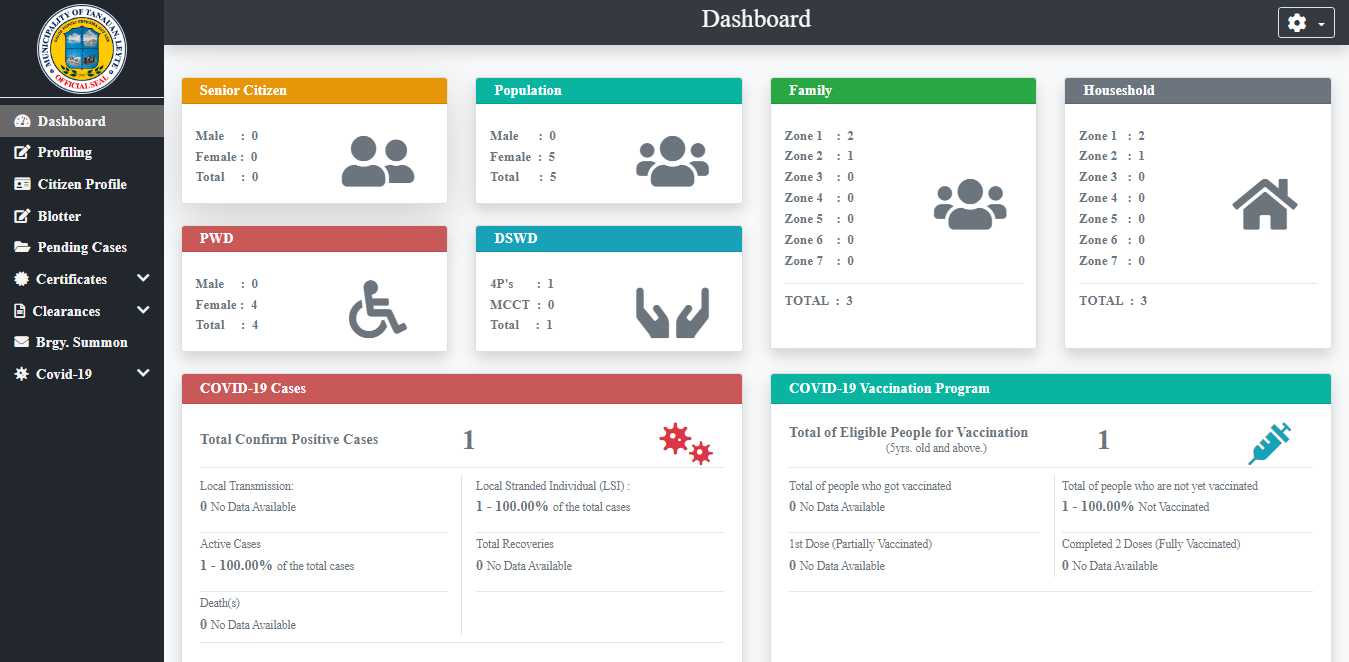 MUNICIPALITY OF TANAUAN, LEYTE
OFFICIAL SEAL
Dashboard
Dashboard
Profiling
Citizen Profile
Blotter
Pending Cases
Certificates
Clearances
Brgy. Summon
Covid-19
Senior Citizen
Male : 0
Female : 0
Total : 0
Population
Male : 0
Female : 5
Total : 5
Family
Zone 1 : 2
Zone 2 : 1
Zone 3 : 0
Zone 4 : 0
Zone 5 : 0
Zone 6 : 0
Zone 7 : 0
TOTAL : 3
Houseshold
Zone 1 : 2
Zone 2 : 1
Zone 3 : 0
Zone 4 : 0
Zone 5 : 0
Zone 6 : 0
Zone 7 : 0
TOTAL : 3
PWD
Male : 0
Female : 4
Total : 4
DSWD
4P's : 1
MCCT : 0
Total : 1
COVID-19 Cases
Total Confirm Positive Cases 1
Local Transmission:
0 No Data Available
Local Stranded Individual (LSI) :
1 - 100.00% of the total cases
Active Cases
1 - 100.00% of the total cases
Total Recoveries
0 No Data Available
Death(s)
0 No Data Available
COVID-19 Vaccination Program
Total of Eligible People for Vaccination 1
(5yrs. old and above.)
Total of people who got vaccinated
0 No Data Available
Total of people who are not yet vaccinated
1 - 100.00% Not Vaccinated
1st Dose (Partially Vaccinated)
0 No Data Available
Completed 2 Doses (Fully Vaccinated)
0 No Data Available